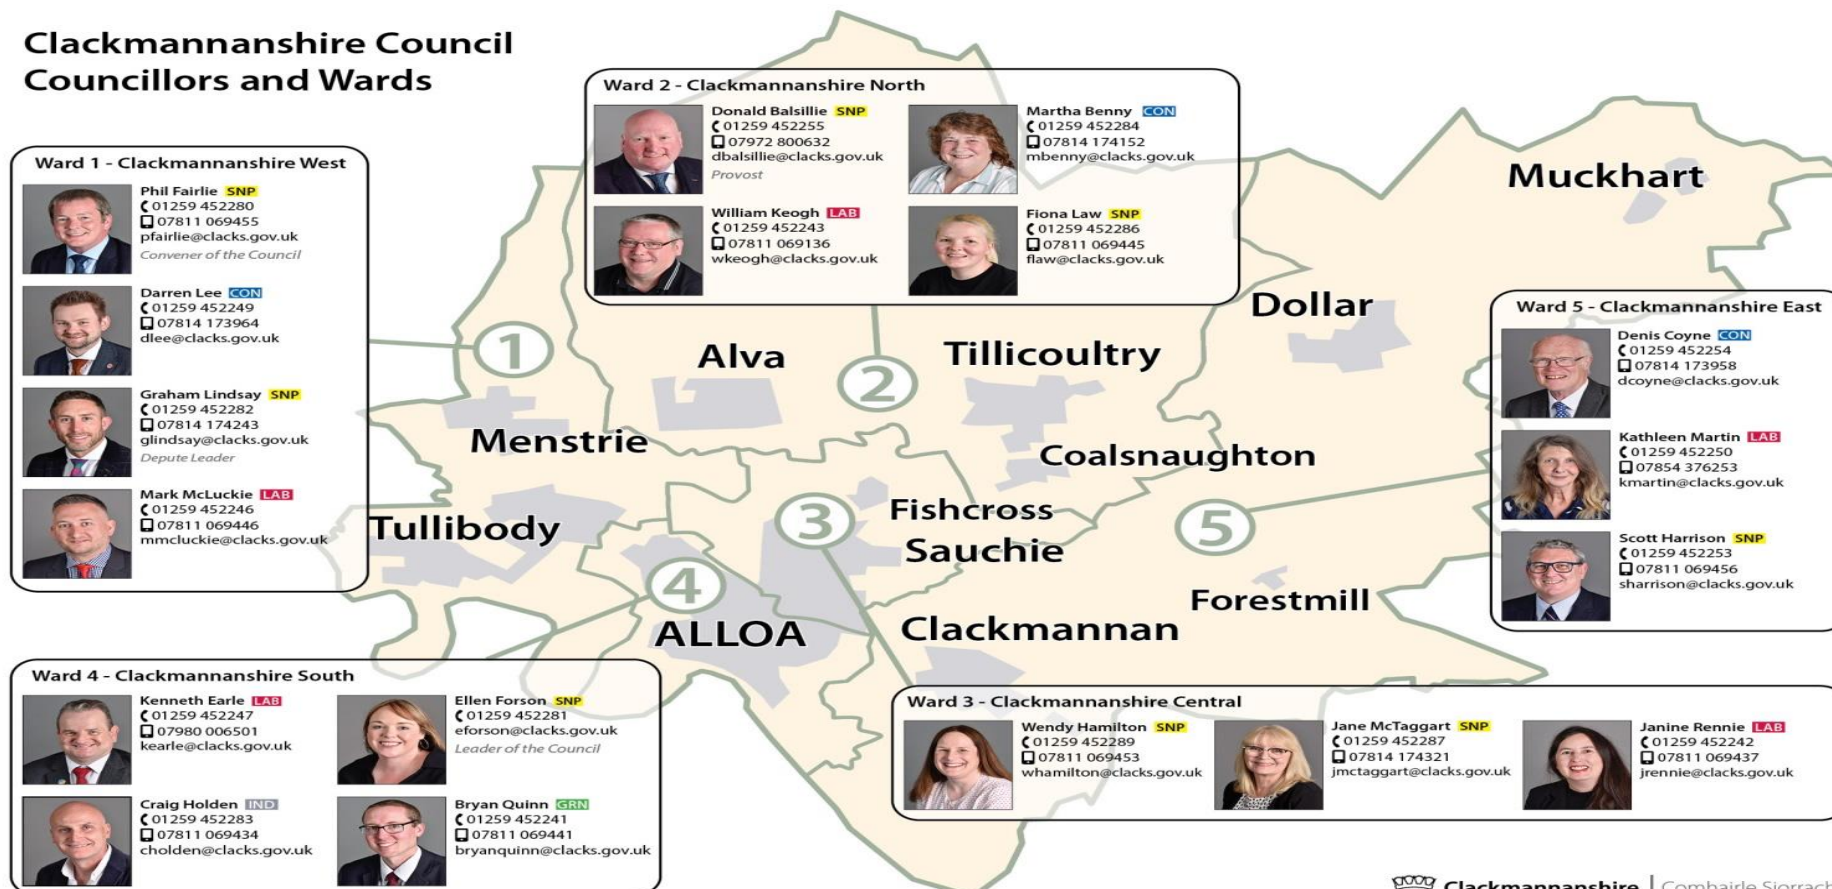 Clackmannanshire Council
Councillors and Wards
Ward 1 - Clackmannanshire West
Phil Fairlie SNP
01259 452280
07811 069455
pfairlie@clacks.gov.uk
Convener of the Council
Darren Lee CON
01259 452249
07814 173964
dlee@clacks.gov.uk
Graham Lindsay SNP
01259 452282
07814 174243
glindsay@clacks.gov.uk
Depute Leader
Mark McLuckie LAB
01259 452246
07811 069446
mmcluckie@clacks.gov.uk
Ward 2 - Clackmannanshire North
Donald Balsillie SNP
01259 452255
07972 800632
dbalsillie@clacks.gov.uk
Provost
Martha Benny CON
01259 452284
07814 174152
mbenny@clacks.gov.uk
William Keogh LAB
01259 452243
07811 069136
wkeogh@clacks.gov.uk
Fiona Law SNP
01259 452286
07811 069445
flaw@clacks.gov.uk
Muckhart
Dollar
1
Alva
2
Tillicoultry
Menstrie
Coalsnaughton
Tullibody
3
Fishcross
Sauchie
5
4
ALLOA
Clackmannan
Forestmill
Ward 5 - Clackmannanshire East
Denis Coyne CON
01259 452254
07814 173958
dcoyne@clacks.gov.uk
Kathleen Martin LAB
01259 452250
07854 376253
kmartin@clacks.gov.uk
Scott Harrison SNP
01259 452253
07811 069456
sharrison@clacks.gov.uk
Ward 4 - Clackmannanshire South
Kenneth Earle LAB
01259 452247
07980 006501
kearle@clacks.gov.uk
Ellen Forson SNP
01259 452281
eforson@clacks.gov.uk
Leader of the Council
Craig Holden IND
01259 452283
07811 069434
cholden@clacks.gov.uk
Bryan Quinn GRN
01259 452241
07811 069441
bryanquinn@clacks.gov.uk
Ward 3 - Clackmannanshire Central
Wendy Hamilton SNP
01259 452289
07811 069453
whamilton@clacks.gov.uk
Jane McTaggart SNP
01259 452287
07814 174321
jmctaggart@clacks.gov.uk
Janine Rennie LAB
01259 452242
07811 069437
jrennie@clacks.gov.uk
Clackmannanshire | Comhairle Siorrach